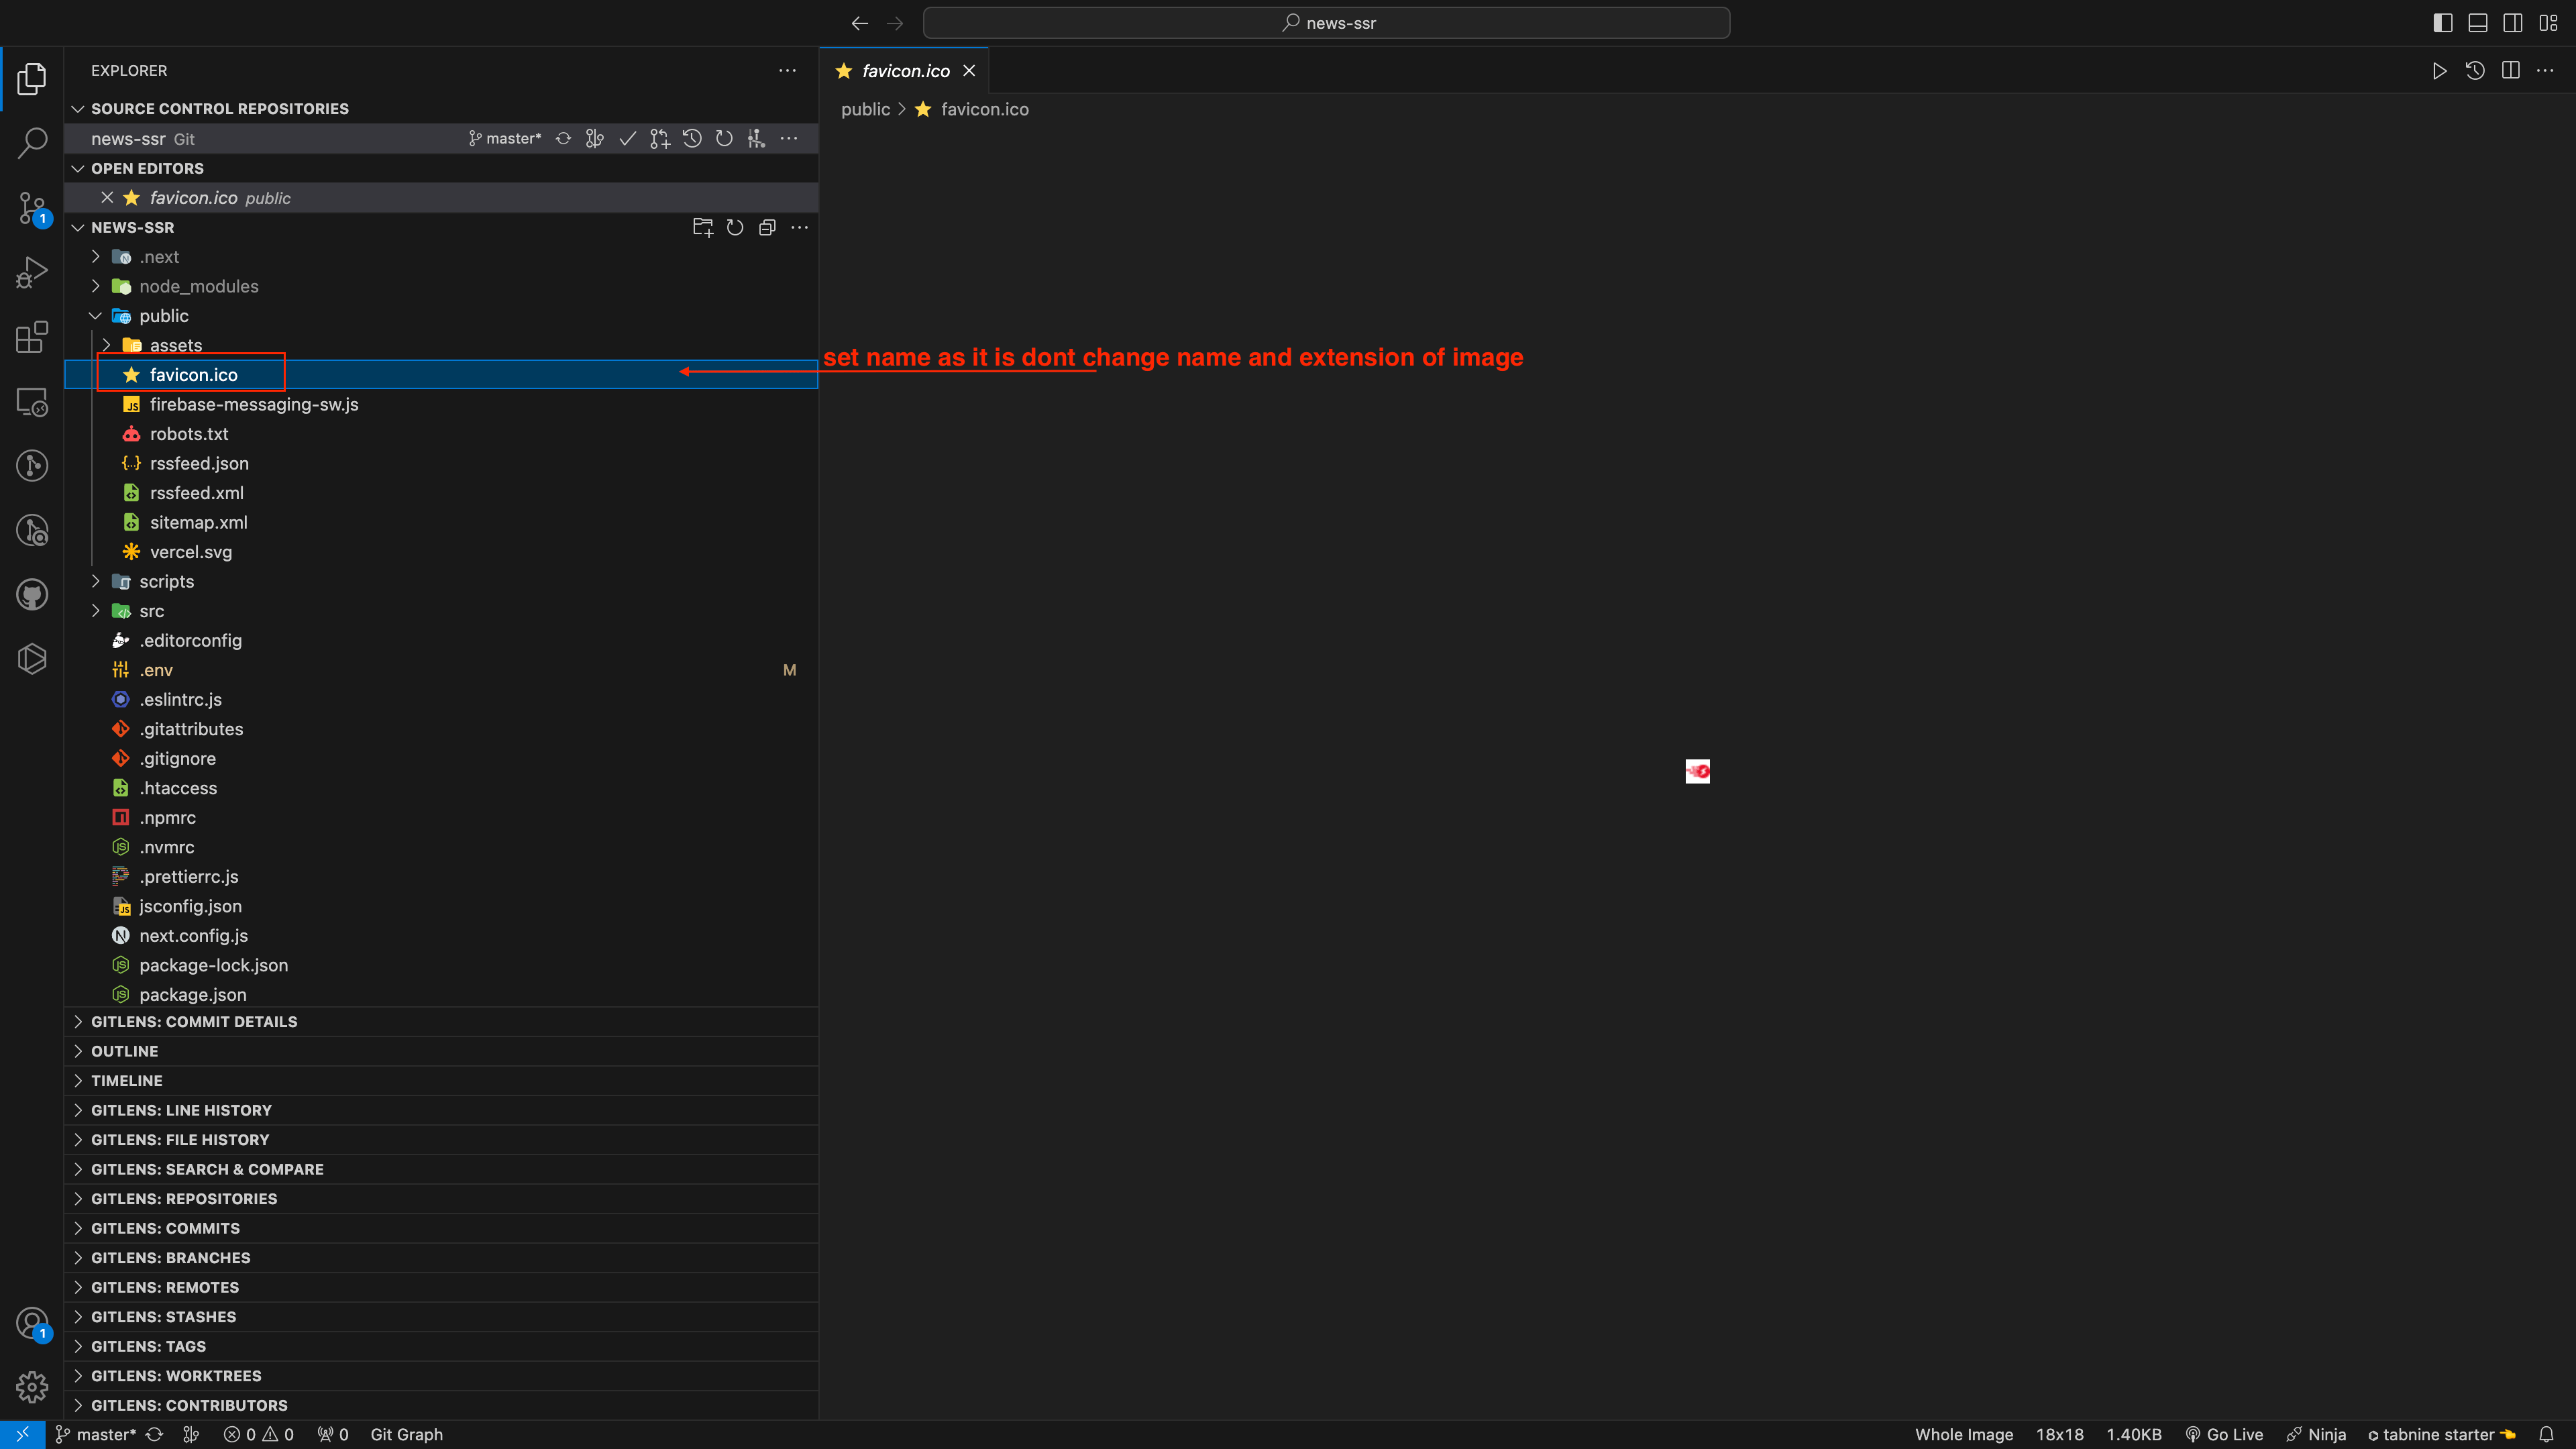 news-ssr
EXPLORER
SOURCE CONTROL REPOSITORIES
news-ssr Git master*
OPEN EDITORS
favicon.ico public
NEWS-SSR
.next
node_modules
public
assets
favicon.ico
firebase-messaging-sw.js
robots.txt
rssfeed.json
rssfeed.xml
sitemap.xml
vercel.svg
scripts
src
.editorconfig
.env M
.eslintrc.js
.gitattributes
.gitignore
.htaccess
.npmrc
.nvmrc
.prettierrc.js
jsconfig.json
next.config.js
package-lock.json
package.json
GITLENS: COMMIT DETAILS
OUTLINE
TIMELINE
GITLENS: LINE HISTORY
GITLENS: FILE HISTORY
GITLENS: SEARCH & COMPARE
GITLENS: REPOSITORIES
GITLENS: COMMITS
GITLENS: BRANCHES
GITLENS: REMOTES
GITLENS: STASHES
GITLENS: TAGS
GITLENS: WORKTREES
GITLENS: CONTRIBUTORS
1
1
favicon.ico
public > favicon.ico
set name as it is dont change name and extension of image
master* 0 0 0 Git Graph Whole Image 18x18 1.40KB Go Live Ninja tabnine starter